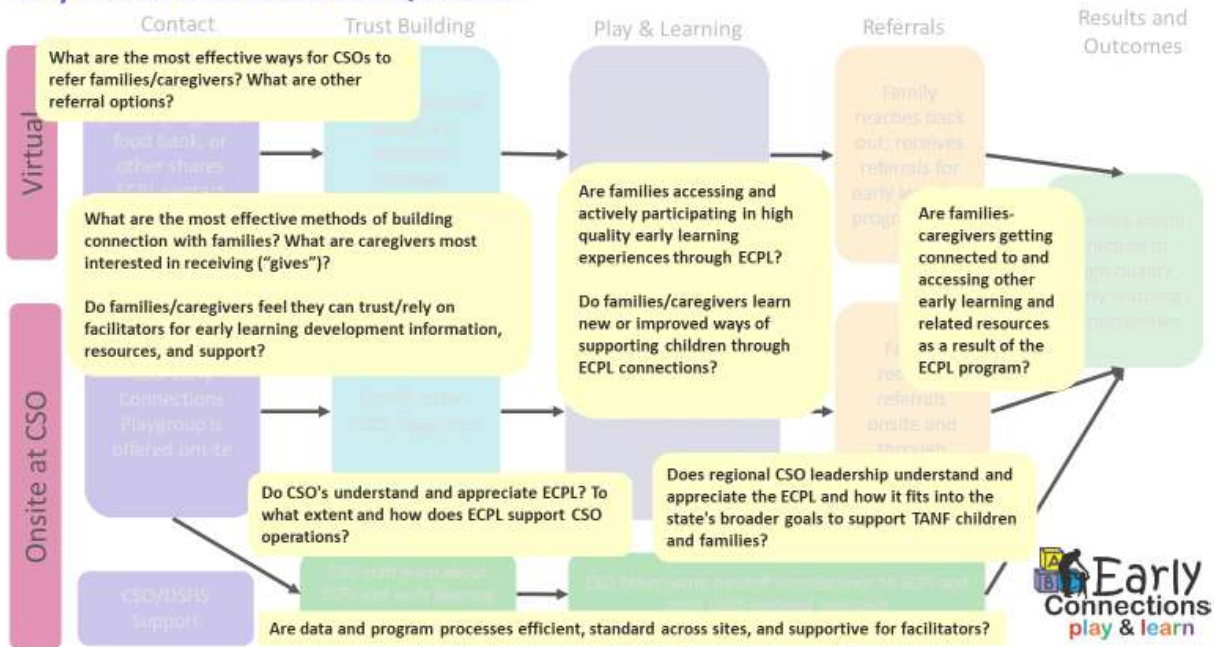 Contact
Trust Building
Play & Learning
Referrals
Results and
Outcomes
Virtual
What are the most effective ways for CSOs to
refer families/caregivers? What are other
referral options?
food bank, or
other shares
Family
reaches back
out; receives
referrals for
What are the most effective methods of building
connection with families? What are caregivers most
interested in receiving ("gives")?
Do families/caregivers feel they can trust/rely on
facilitators for early learning development information,
resources, and support?
Are families accessing and
actively participating in high
quality early learning
experiences through ECPL?
Do families/caregivers learn
new or improved ways of
supporting children through
ECPL connections?
Are families-
caregivers getting
connected to and
accessing other
early learning and
related resources
as a result of the
ECPL program?
Onsite at CSO
Connections
Playgroup is
offered onsite
referrals
onsite and
through
Do CSO's understand and appreciate ECPL? To
what extent and how does ECPL support CSO
operations?
Does regional CSO leadership understand and
appreciate the ECPL and how it fits into the
state's broader goals to support TANF children
and families?
CSO/DSHS
Support
Are data and program processes efficient, standard across sites, and supportive for facilitators?
A
B C
Early
Connections
play & learn